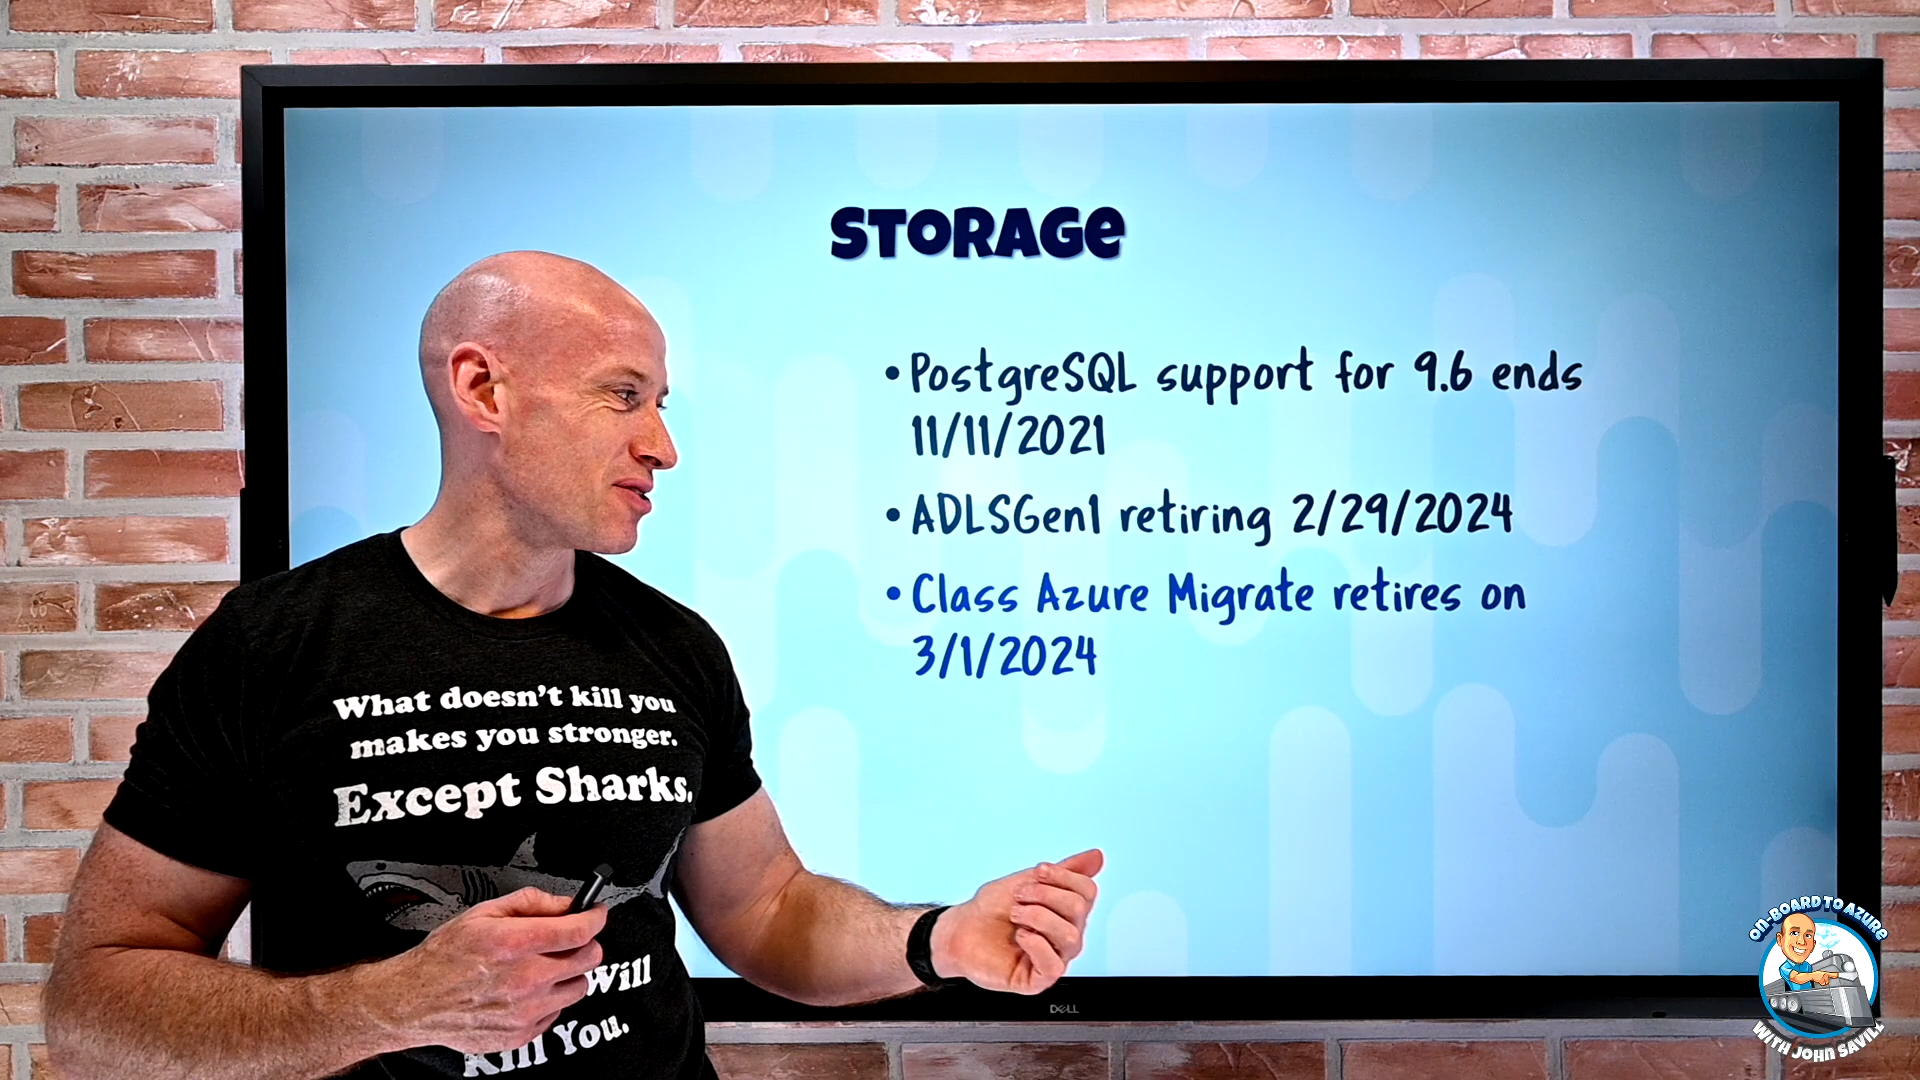 STORAGE
•PostgreSQL support for 9.6 ends
11/11/2021
•ADLSGen1 retiring 2/29/2024
•Class Azure Migrate retires on
3/1/2024
What doesn't kill you
makes you stronger.
Except Sharks.
Will
Kill You.
DELL
ON-BOARD TO AZURE
WITH JOHN SAVILL